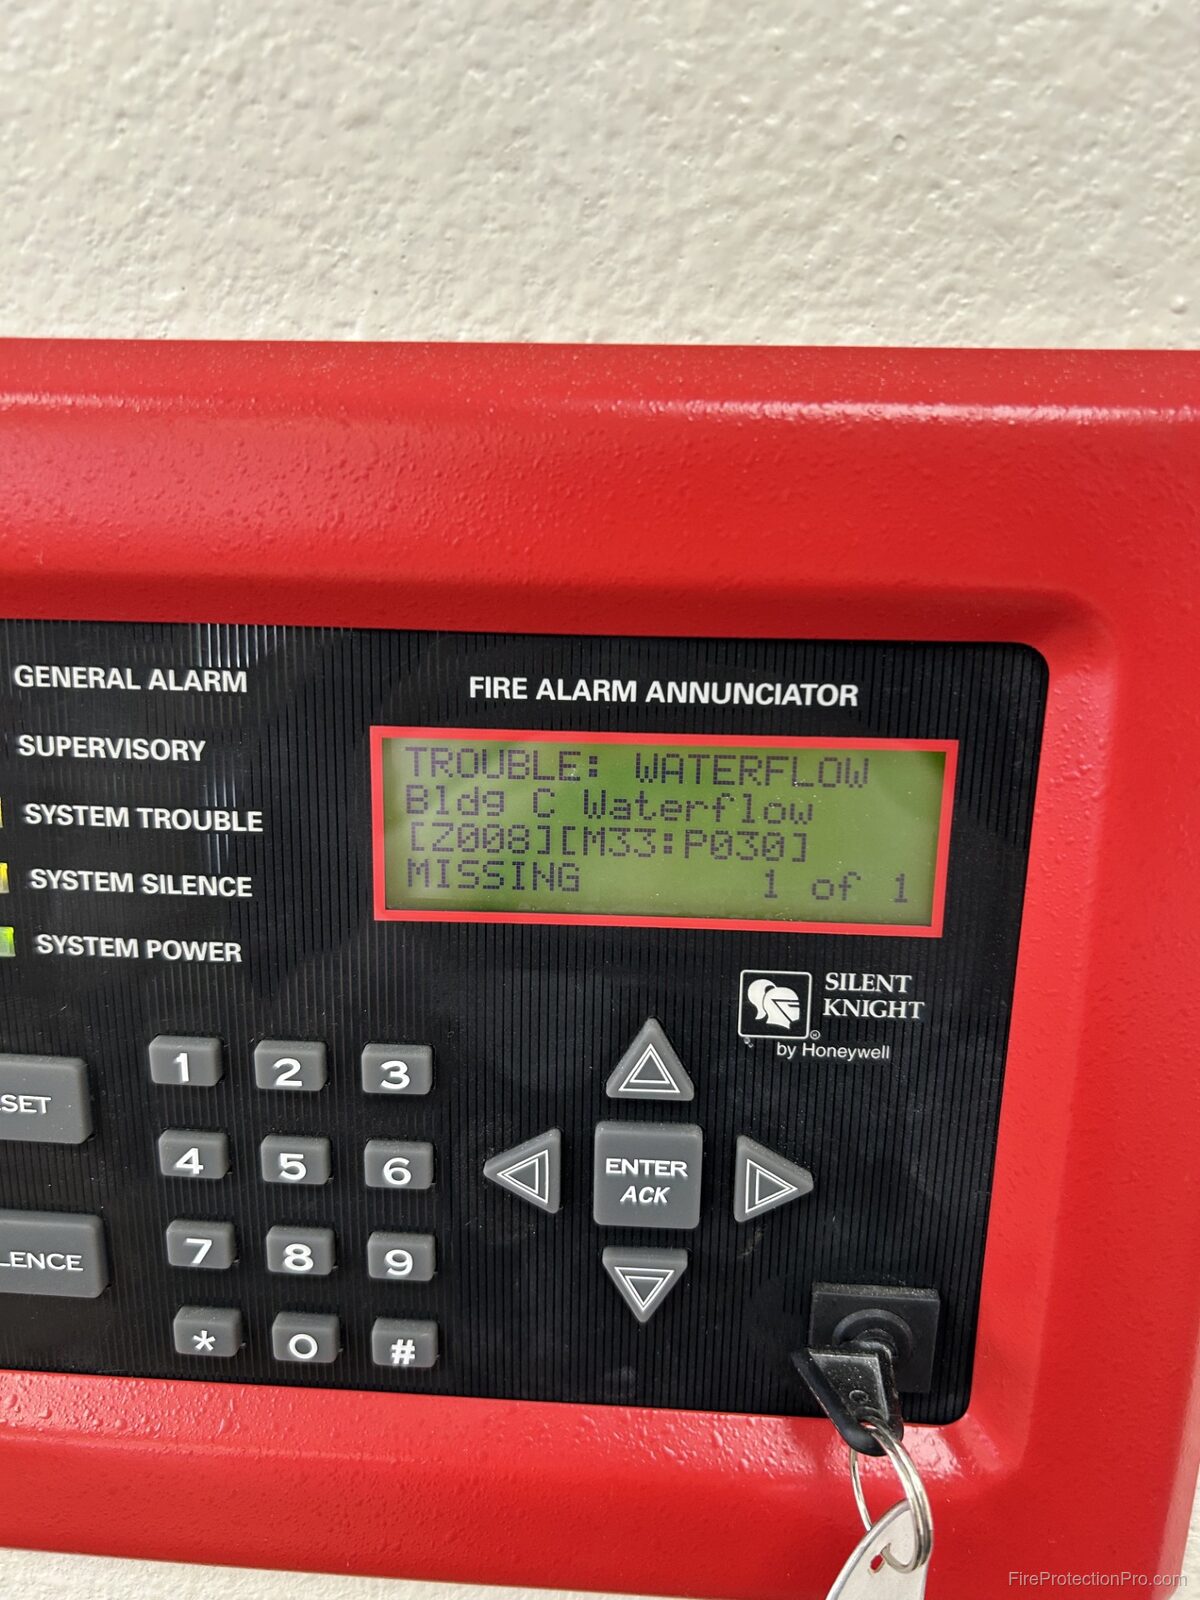 GENERAL ALARM
SUPERVISORY
SYSTEM TROUBLE
SYSTEM SILENCE
SYSTEM POWER
FIRE ALARM ANNUNCIATOR
TROUBLE: WATERFLOW
Bldg C Waterflow
[Z008][M33:P030]
MISSING 1 of 1
SILENT
KNIGHT
by Honeywell
SET
LENCE
1 2 3
4 5 6
7 8 9
* 0 #
ENTER
ACK
FireProtectionPro.com